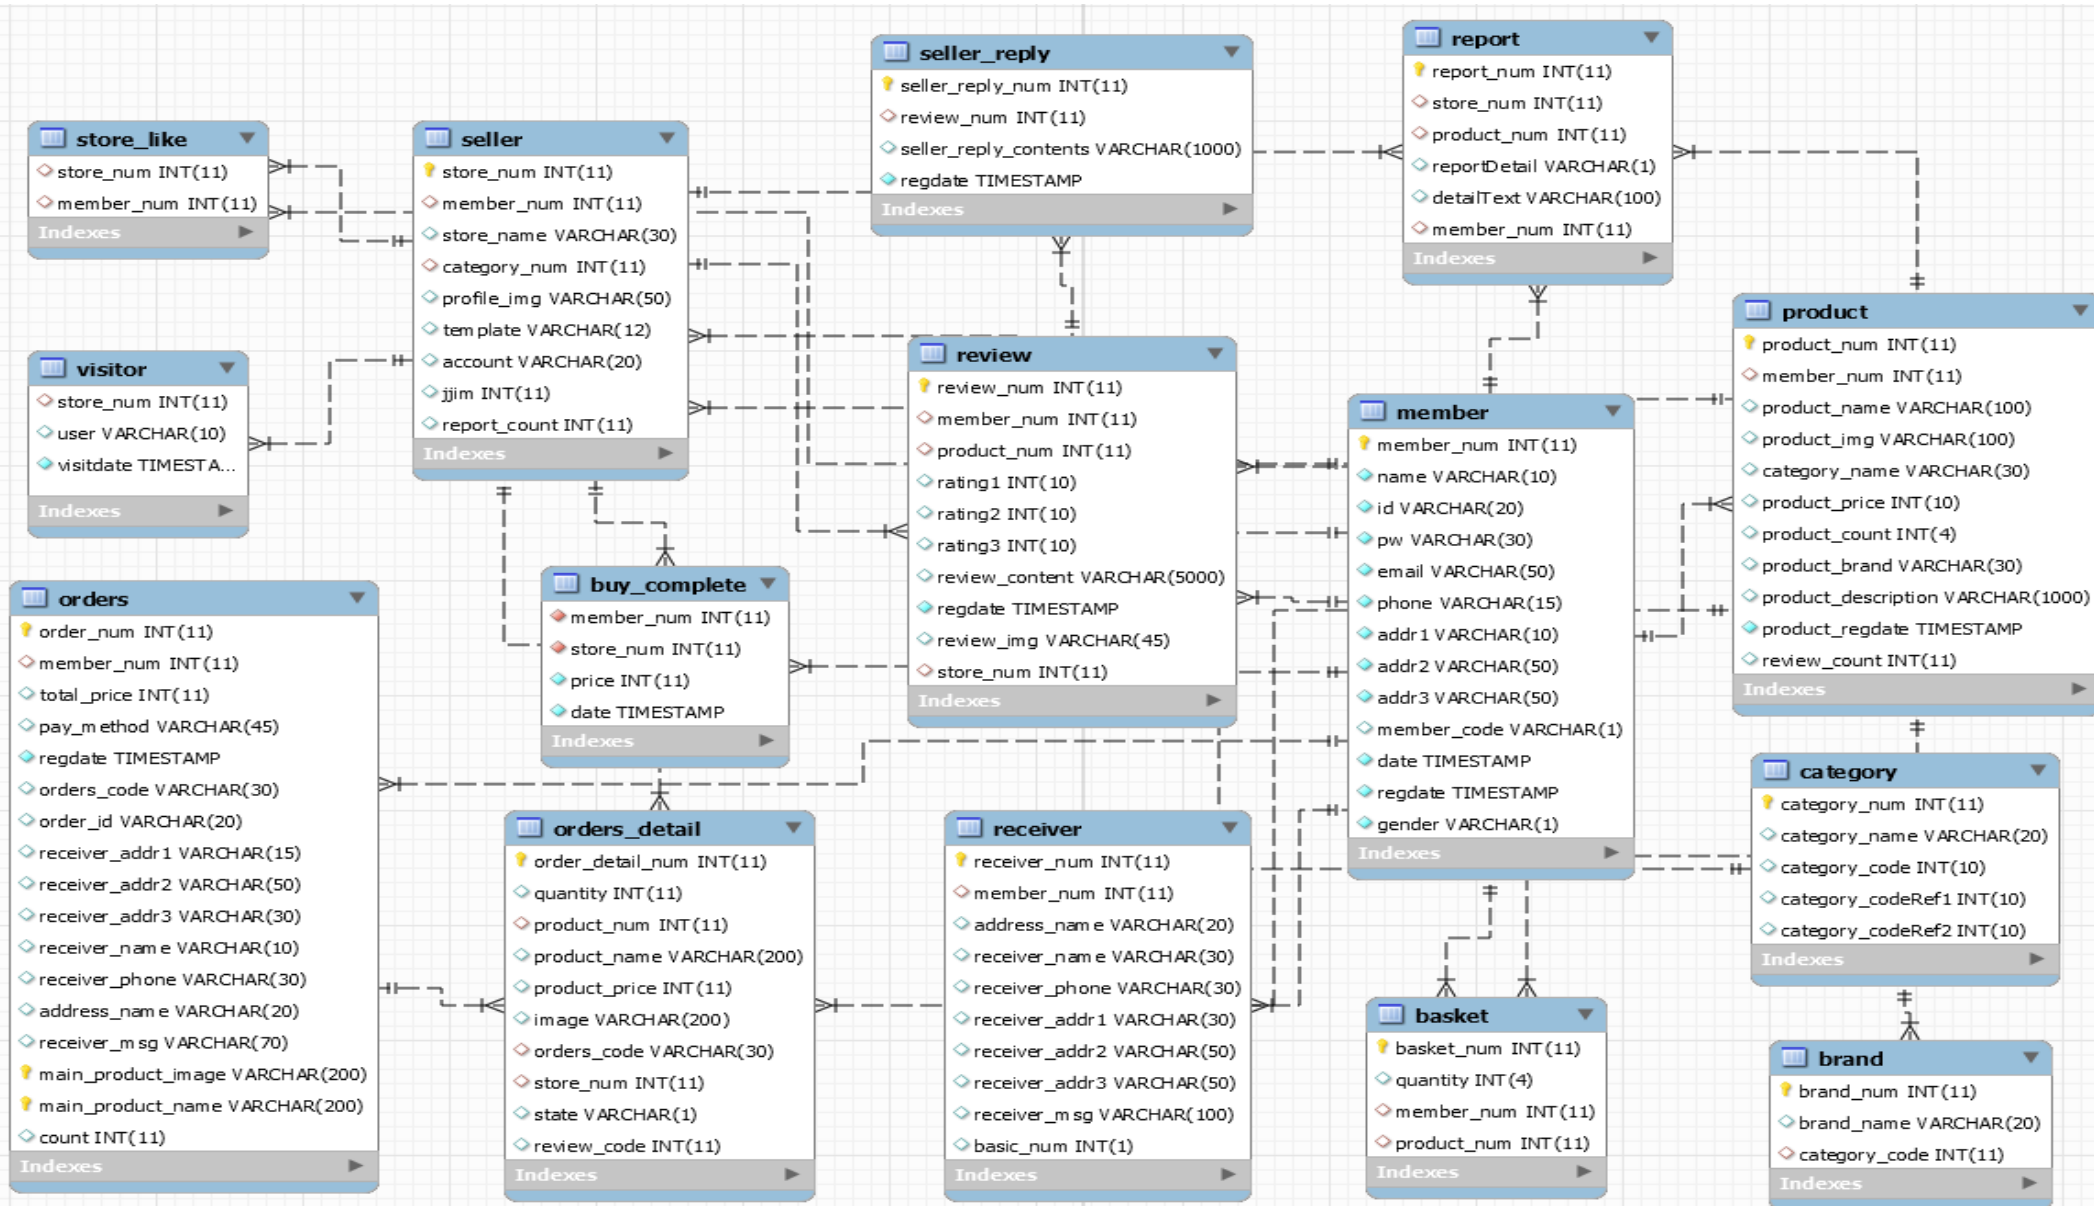 store_like
store_num INT(11)
member_num INT(11)
Indexes
seller
store_num INT(11)
member_num INT(11)
store_name VARCHAR(30)
category_num INT(11)
profile_img VARCHAR(50)
template VARCHAR(12)
account VARCHAR(20)
jjim INT(11)
report_count INT(11)
Indexes
seller_reply
seller_reply_num INT(11)
review_num INT(11)
seller_reply_contents VARCHAR(1000)
regdate TIMESTAMP
Indexes
report
report_num INT(11)
store_num INT(11)
product_num INT(11)
reportDetail VARCHAR(1)
detailText VARCHAR(100)
member_num INT(11)
Indexes
visitor
store_num INT(11)
user VARCHAR(10)
visitdate TIMESTA...
Indexes
review
review_num INT(11)
member_num INT(11)
product_num INT(11)
rating1 INT(10)
rating2 INT(10)
rating3 INT(10)
review_content VARCHAR(5000)
regdate TIMESTAMP
review_img VARCHAR(45)
store_num INT(11)
Indexes
member
member_num INT(11)
name VARCHAR(10)
id VARCHAR(20)
pw VARCHAR(30)
email VARCHAR(50)
phone VARCHAR(15)
addr1 VARCHAR(10)
addr2 VARCHAR(50)
addr3 VARCHAR(50)
member_code VARCHAR(1)
date TIMESTAMP
regdate TIMESTAMP
gender VARCHAR(1)
Indexes
product
product_num INT(11)
member_num INT(11)
product_name VARCHAR(100)
product_img VARCHAR(100)
category_name VARCHAR(30)
product_price INT(10)
product_count INT(4)
product_brand VARCHAR(30)
product_description VARCHAR(1000)
product_regdate TIMESTAMP
review_count INT(11)
Indexes
orders
order_num INT(11)
member_num INT(11)
total_price INT(11)
pay_method VARCHAR(45)
regdate TIMESTAMP
orders_code VARCHAR(30)
order_id VARCHAR(20)
receiver_addr1 VARCHAR(15)
receiver_addr2 VARCHAR(50)
receiver_addr3 VARCHAR(30)
receiver_name VARCHAR(10)
receiver_phone VARCHAR(30)
address_name VARCHAR(20)
receiver_msg VARCHAR(70)
main_product_image VARCHAR(200)
main_product_name VARCHAR(200)
count INT(11)
Indexes
buy_complete
member_num INT(11)
store_num INT(11)
price INT(11)
date TIMESTAMP
Indexes
orders_detail
order_detail_num INT(11)
quantity INT(11)
product_num INT(11)
product_name VARCHAR(200)
product_price INT(11)
image VARCHAR(200)
orders_code VARCHAR(30)
store_num INT(11)
state VARCHAR(1)
review_code INT(11)
Indexes
receiver
receiver_num INT(11)
member_num INT(11)
address_name VARCHAR(20)
receiver_name VARCHAR(30)
receiver_phone VARCHAR(30)
receiver_addr1 VARCHAR(30)
receiver_addr2 VARCHAR(50)
receiver_addr3 VARCHAR(50)
receiver_msg VARCHAR(100)
basic_num INT(1)
Indexes
basket
basket_num INT(11)
quantity INT(4)
member_num INT(11)
product_num INT(11)
Indexes
category
category_num INT(11)
category_name VARCHAR(20)
category_code INT(10)
category_codeRef1 INT(10)
category_codeRef2 INT(10)
Indexes
brand
brand_num INT(11)
brand_name VARCHAR(20)
category_code INT(11)
Indexes